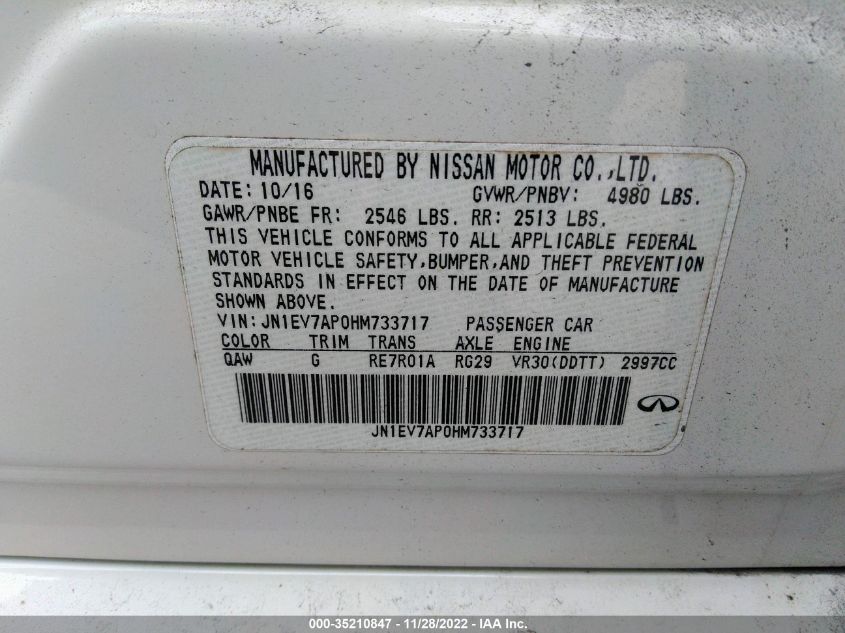 MANUFACTURED BY NISSAN MOTOR CO.,LTD.
DATE: 10/16 GVWR/PNBV: 4980 LBS.
GAWR/PNBE FR: 2546 LBS. RR: 2513 LBS.
THIS VEHICLE CONFORMS TO ALL APPLICABLE FEDERAL
MOTOR VEHICLE SAFETY,BUMPER,AND THEFT PREVENTION
STANDARDS IN EFFECT ON THE DATE OF MANUFACTURE
SHOWN ABOVE.
VIN: JN1EV7AP0HM733717 PASSENGER CAR
COLOR TRIM TRANS AXLE ENGINE
QAW G RE7R01A RG29 VR30(DDTT) 2997CC
JN1EV7AP0HM733717
000-35210847 - 11/28/2022 - IAA Inc.